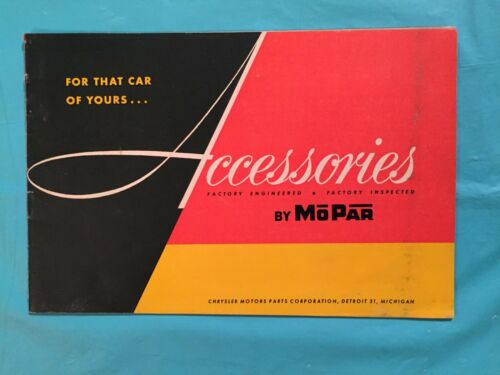 FOR THAT CAR
OF YOURS...
Accessories
FACTORY ENGINEERED & FACTORY INSPECTED
BY MOPAR
CHRYSLER MOTORS PARTS CORPORATION, DETROIT 31, MICHIGAN